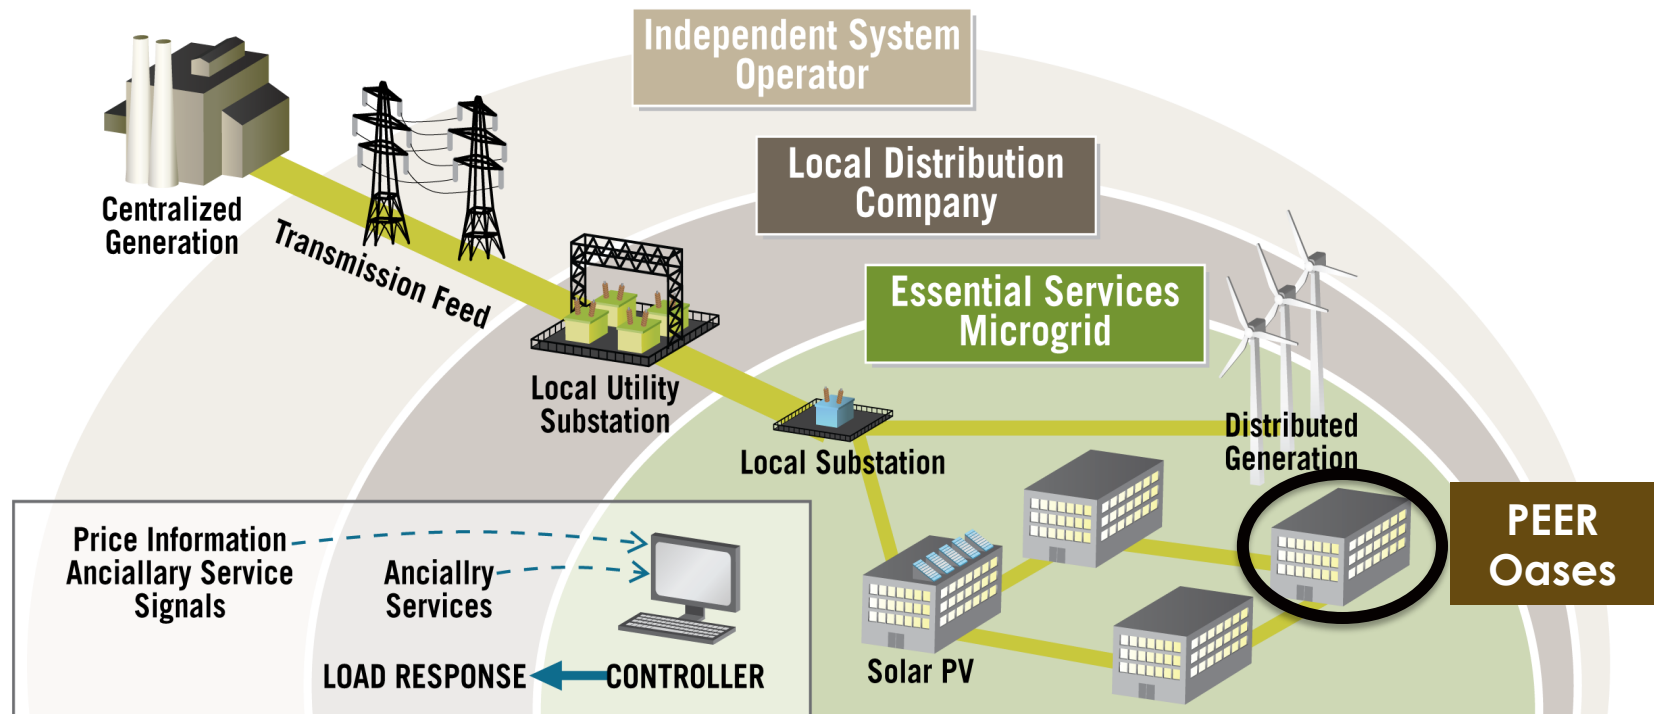 Independent System
Operator
Local Distribution
Company
Essential Services
Microgrid
Centralized
Generation
Transmission Feed
Local Utility
Substation
Local Substation
Distributed
Generation
PEER
Oases
Solar PV
Price Information
Anciallary Service
Signals
Anciallry
Services
LOAD RESPONSE
CONTROLLER